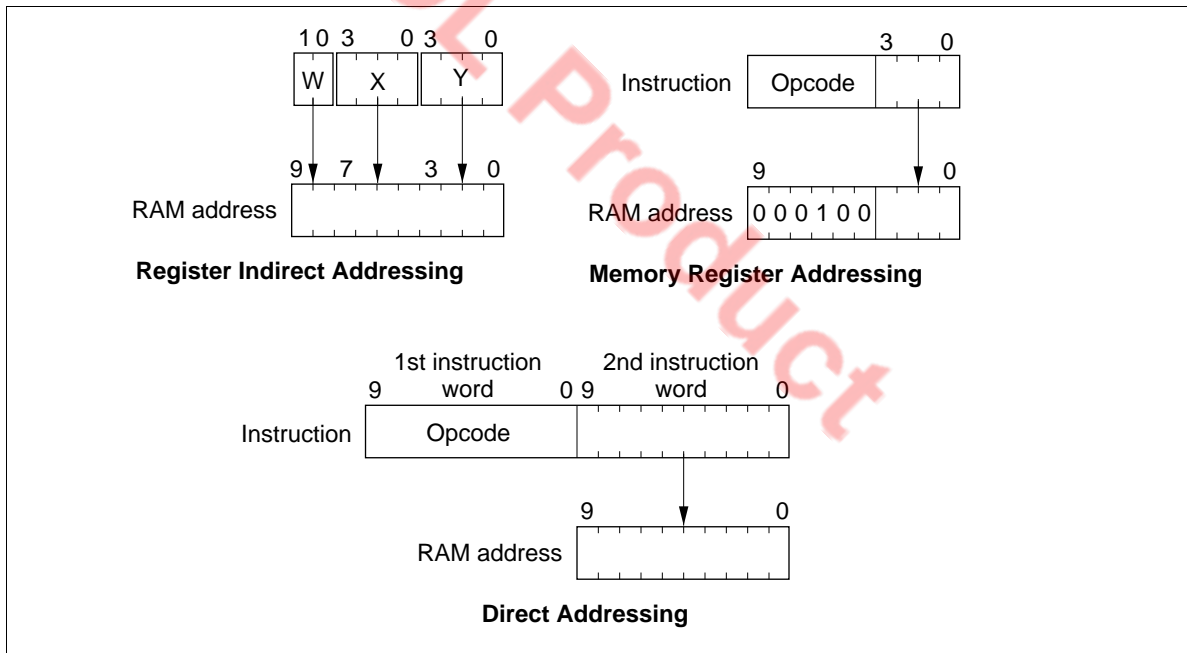 1 0 3 0 3 0
W X Y
9 7 3 0
RAM address
Register Indirect Addressing
3 0
Instruction Opcode
9 0
RAM address 0 0 0 1 0 0
Memory Register Addressing
1st instruction word 2nd instruction word
9 0 9 0
Instruction Opcode
9 0
RAM address
Direct Addressing
L Product